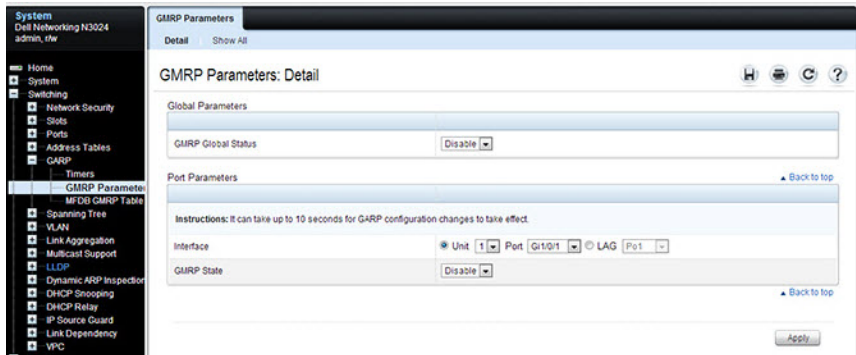 System
Dell Networking N3024
admin, r/w
Home
System
Switching
Network Security
Slots
Ports
Address Tables
GARP
Timers
GMRP Paramete
MFDB GMRP Table
Spanning Tree
VLAN
Link Aggregation
Multicast Support
LLDP
Dynamic ARP Inspection
DHCP Snooping
DHCP Relay
IP Source Guard
Link Dependency
VPC
GMRP Parameters
Detail Show All
GMRP Parameters: Detail
Global Parameters
GMRP Global Status Disable
Port Parameters Back to top
Instructions: It can take up to 10 seconds for GARP configuration changes to take effect.
Interface Unit 1 Port Gi1/0/1 LAG Po1
GMRP State Disable
Back to top
Apply